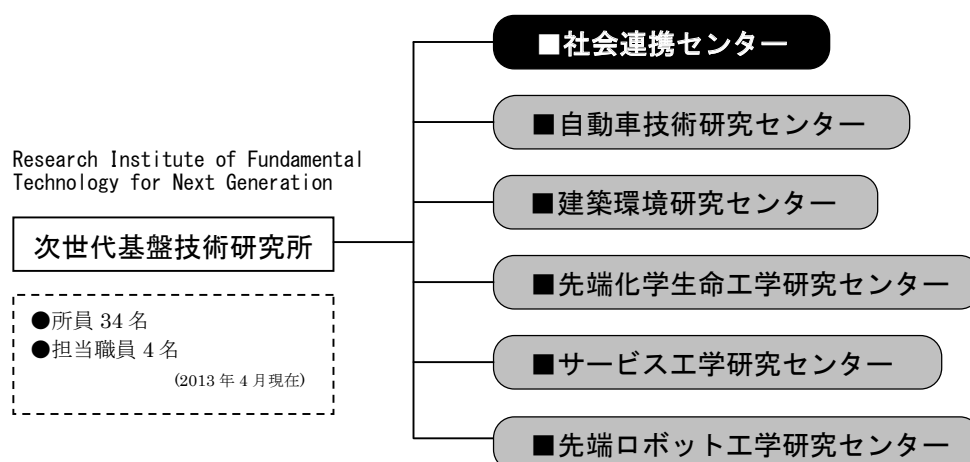 Research Institute of Fundamental
Technology for Next Generation
次世代基盤技術研究所
●所員 34 名
●担当職員 4 名
(2013 年 4 月現在)
■社会連携センター
■自動車技術研究センター
■建築環境研究センター
■先端化学生命工学研究センター
■サービス工学研究センター
■先端ロボット工学研究センター